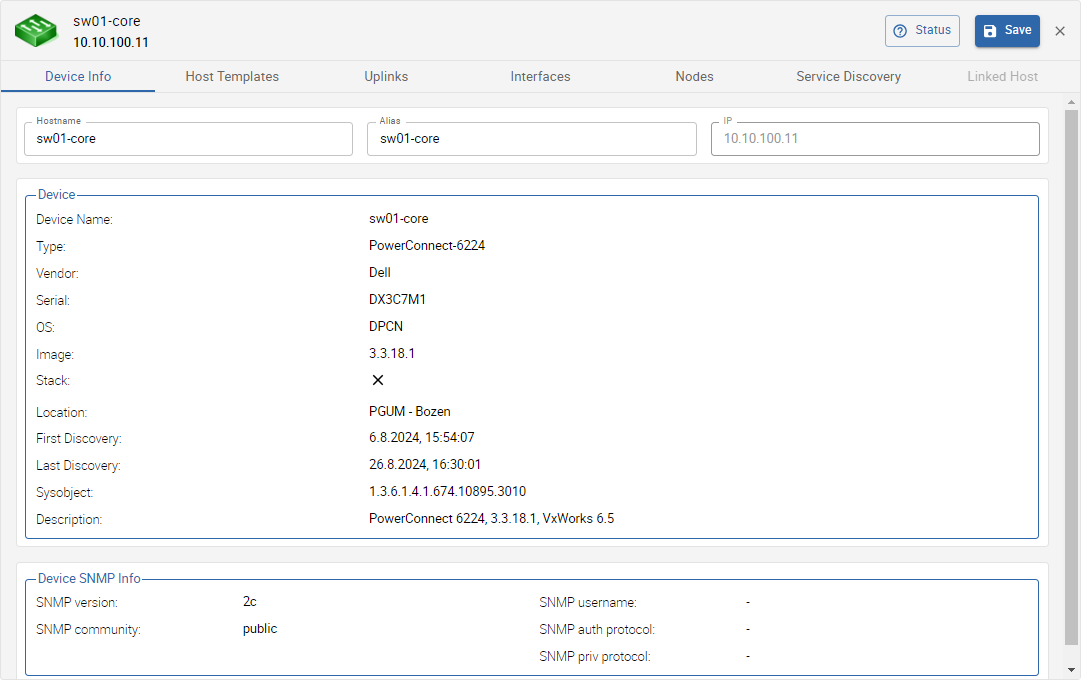 sw01-core
10.10.100.11
Status
Save
Device Info Host Templates Uplinks Interfaces Nodes Service Discovery Linked Host
Hostname Alias IP
sw01-core sw01-core 10.10.100.11
Device
Device Name: sw01-core
Type: PowerConnect-6224
Vendor: Dell
Serial: DX3C7M1
OS: DPCN
Image: 3.3.18.1
Stack:
Location: PGUM - Bozen
First Discovery: 6.8.2024, 15:54:07
Last Discovery: 26.8.2024, 16:30:01
Sysobject: 1.3.6.1.4.1.674.10895.3010
Description: PowerConnect 6224, 3.3.18.1, VxWorks 6.5
Device SNMP Info
SNMP version: 2c SNMP username: -
SNMP community: public SNMP auth protocol: -
SNMP priv protocol: -